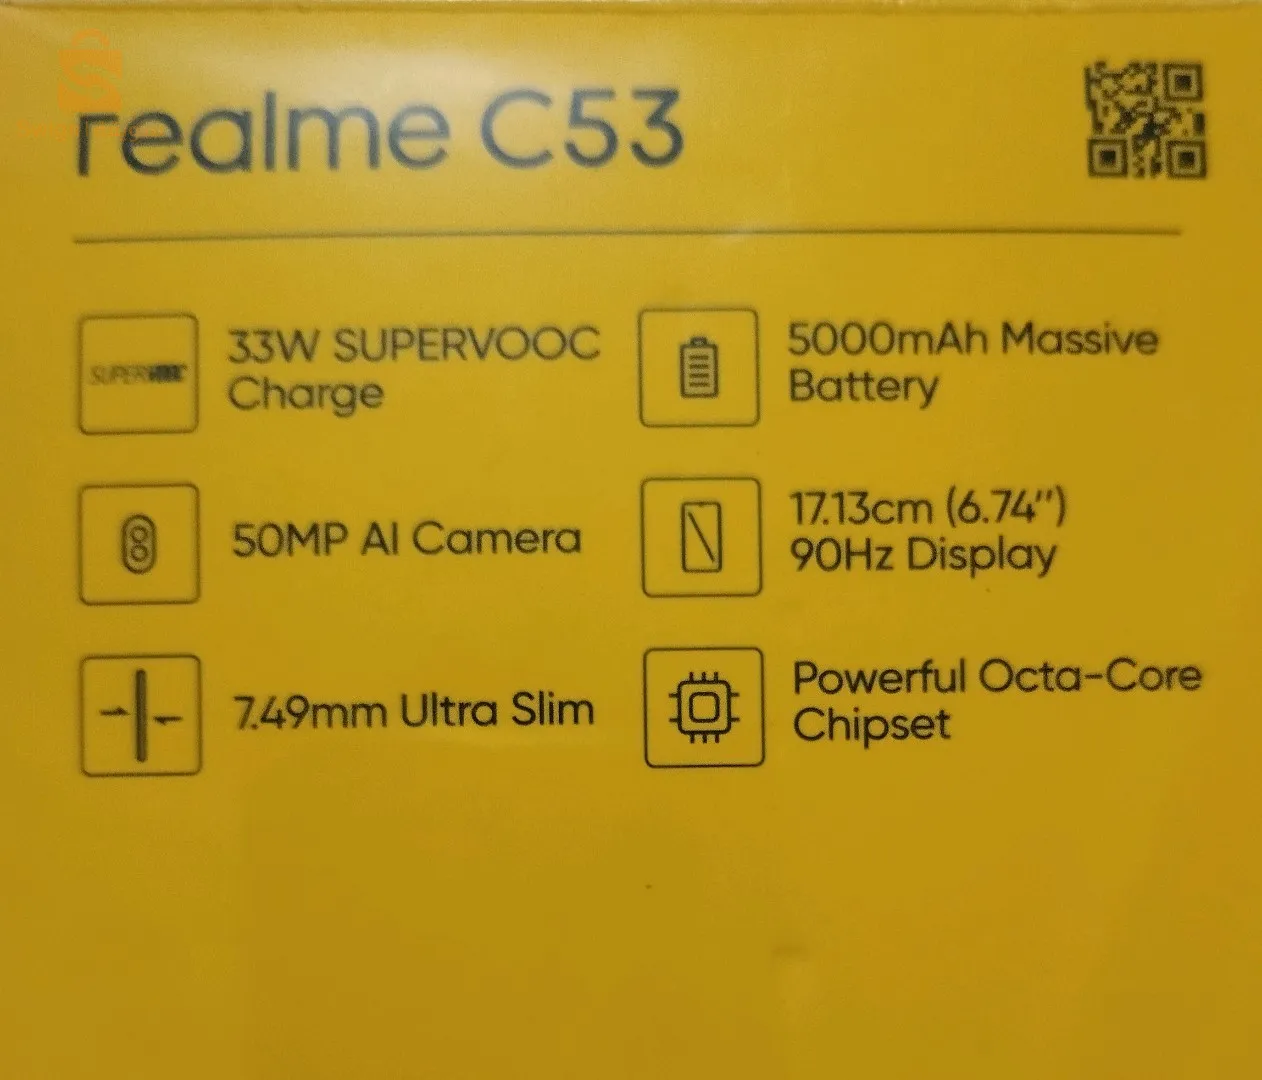 realme C53
33W SUPERVOOC
Charge
SUPERVOOC
5000mAh Massive
Battery
50MP AI Camera
17.13cm (6.74")
90Hz Display
7.49mm Ultra Slim
Powerful Octa-Core
Chipset